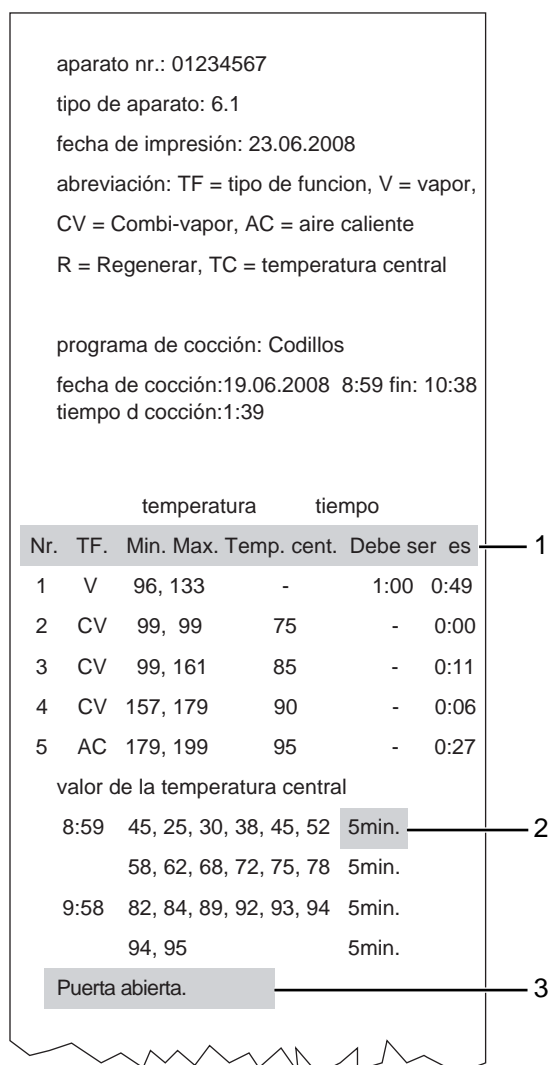 aparato nr.: 01234567
tipo de aparato: 6.1
fecha de impresión: 23.06.2008
abreviación: TF = tipo de funcion, V = vapor,
CV = Combi-vapor, AC = aire caliente
R = Regenerar, TC = temperatura central
programa de cocción: Codillos
fecha de cocción:19.06.2008 8:59 fin: 10:38
tiempo d cocción:1:39
temperatura tiempo
Nr. TF. Min. Max. Temp. cent. Debe ser es 1
1 V 96, 133 - 1:00 0:49
2 CV 99, 99 75 - 0:00
3 CV 99, 161 85 - 0:11
4 CV 157, 179 90 - 0:06
5 AC 179, 199 95 - 0:27
valor de la temperatura central
8:59 45, 25, 30, 38, 45, 52 5min. 2
58, 62, 68, 72, 75, 78 5min.
9:58 82, 84, 89, 92, 93, 94 5min.
94, 95 5min.
Puerta abierta. 3